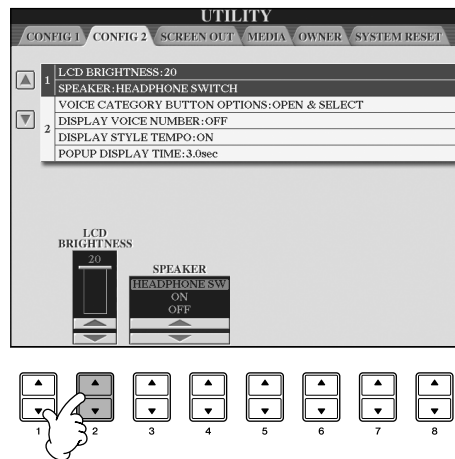 UTILITY
CONFIG 1 CONFIG 2 SCREEN OUT MEDIA OWNER SYSTEM RESET
1 LCD BRIGHTNESS:20
SPEAKER:HEADPHONE SWITCH
2 VOICE CATEGORY BUTTON OPTIONS:OPEN & SELECT
DISPLAY VOICE NUMBER:OFF
DISPLAY STYLE TEMPO:ON
POPUP DISPLAY TIME:3.0sec
LCD
BRIGHTNESS
20
SPEAKER
HEADPHONE SW
ON
OFF
1 2 3 4 5 6 7 8